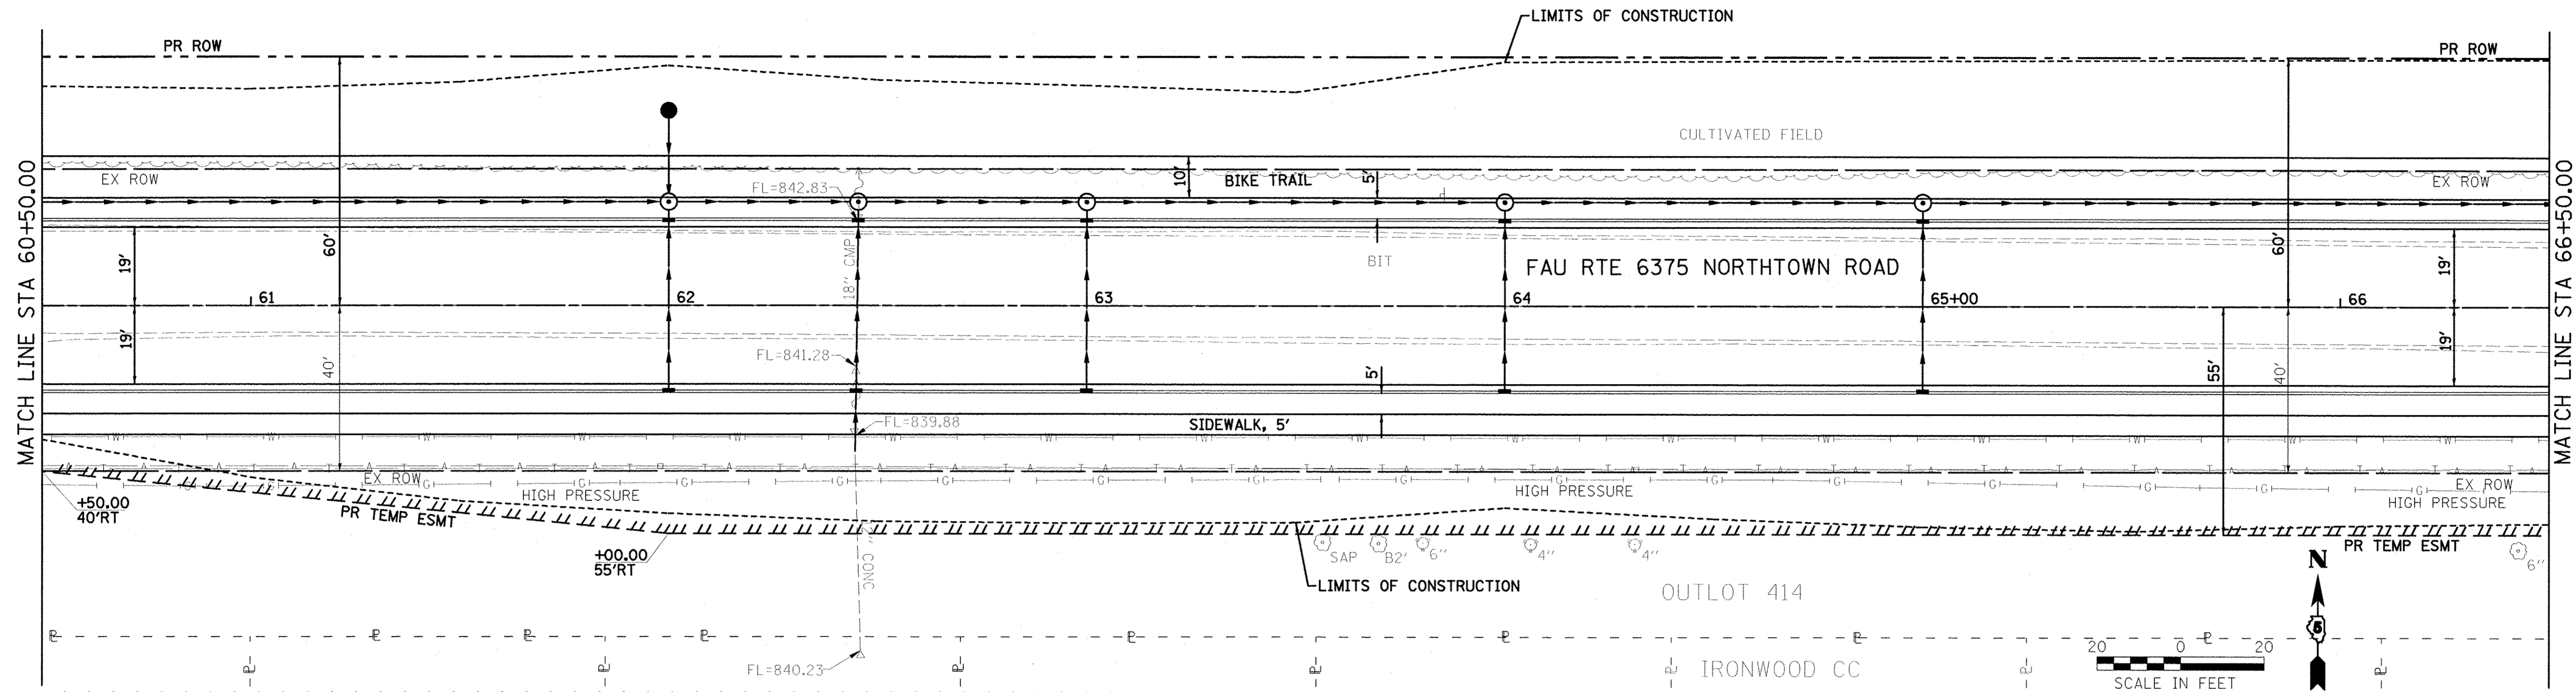 LIMITS OF CONSTRUCTION
PR ROW
PR ROW
CULTIVATED FIELD
MATCH LINE STA 60+50.00
MATCH LINE STA 66+50.00
EX ROW
FL=842.83
10'
BIKE TRAIL
5'
EX ROW
60'
60'
19'
19'
18" CMP
BIT
FAU RTE 6375 NORTHTOWN ROAD
61
62
63
64
65+00
66
19'
40'
FL=841.28
5'
55'
40'
19'
FL=839.88
SIDEWALK, 5'
W W W W W W W W W W W W W W W W
EX ROW
G G G G G G G G G G G G
HIGH PRESSURE
HIGH PRESSURE
EX ROW
HIGH PRESSURE
+50.00
40'RT
PR TEMP ESMT
+00.00
55'RT
CONC
SAP
B2'
6"
4"
4"
PR TEMP ESMT
6"
LIMITS OF CONSTRUCTION
OUTLOT 414
N
5
FL=840.23
IRONWOOD CC
20 0 20
SCALE IN FEET